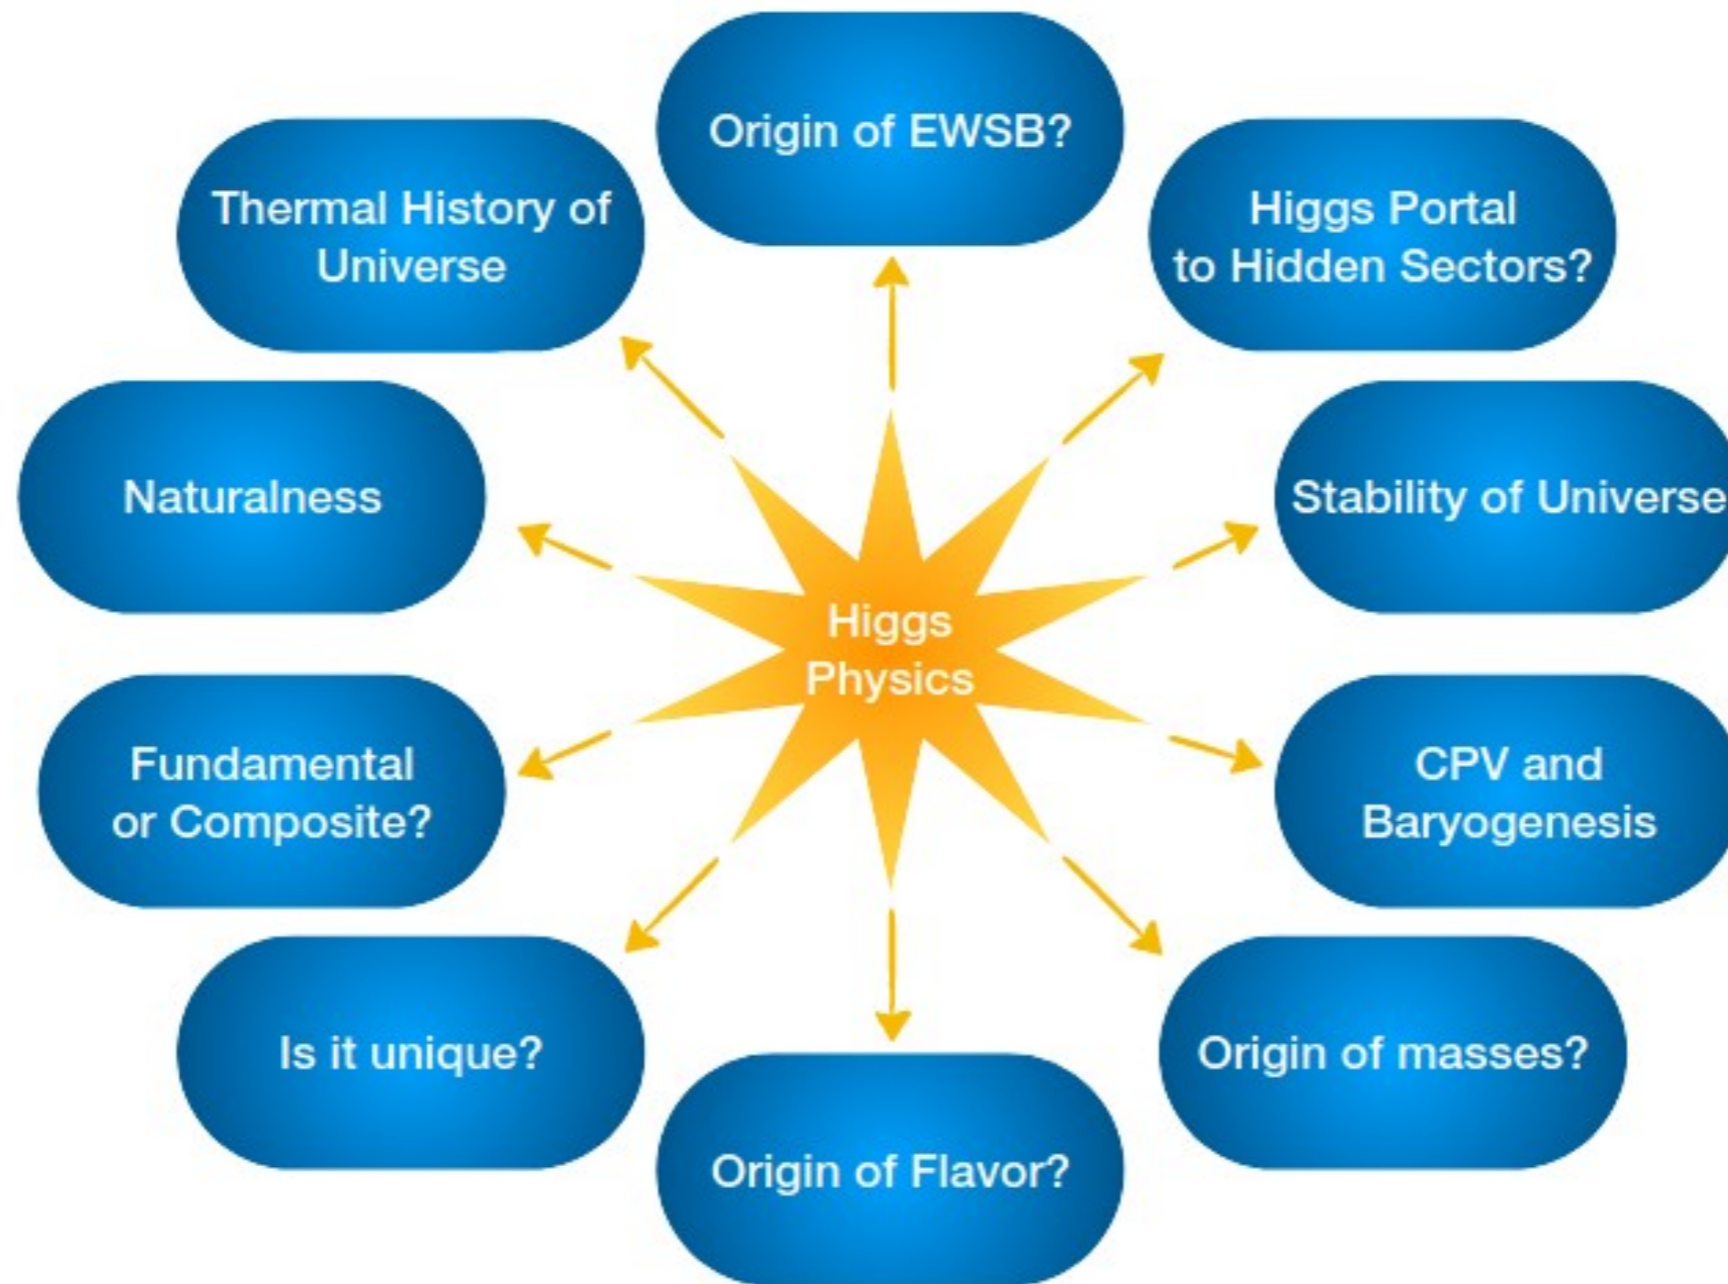 Origin of EWSB?
Thermal History of
Universe
Higgs Portal
to Hidden Sectors?
Naturalness
Stability of Universe
Higgs
Physics
Fundamental
or Composite?
CPV and
Baryogenesis
Is it unique?
Origin of masses?
Origin of Flavor?